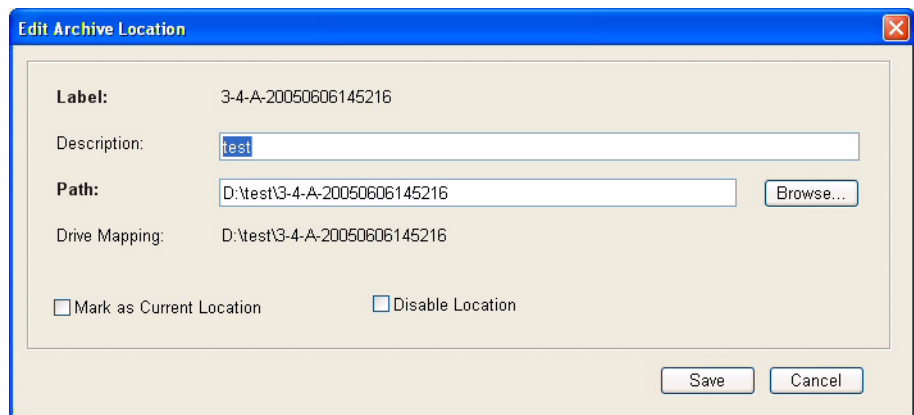 Edit Archive Location
Label: 3-4-A-20050606145216
Description: test
Path: D:\test\3-4-A-20050606145216 Browse...
Drive Mapping: D:\test\3-4-A-20050606145216
Mark as Current Location Disable Location
Save Cancel